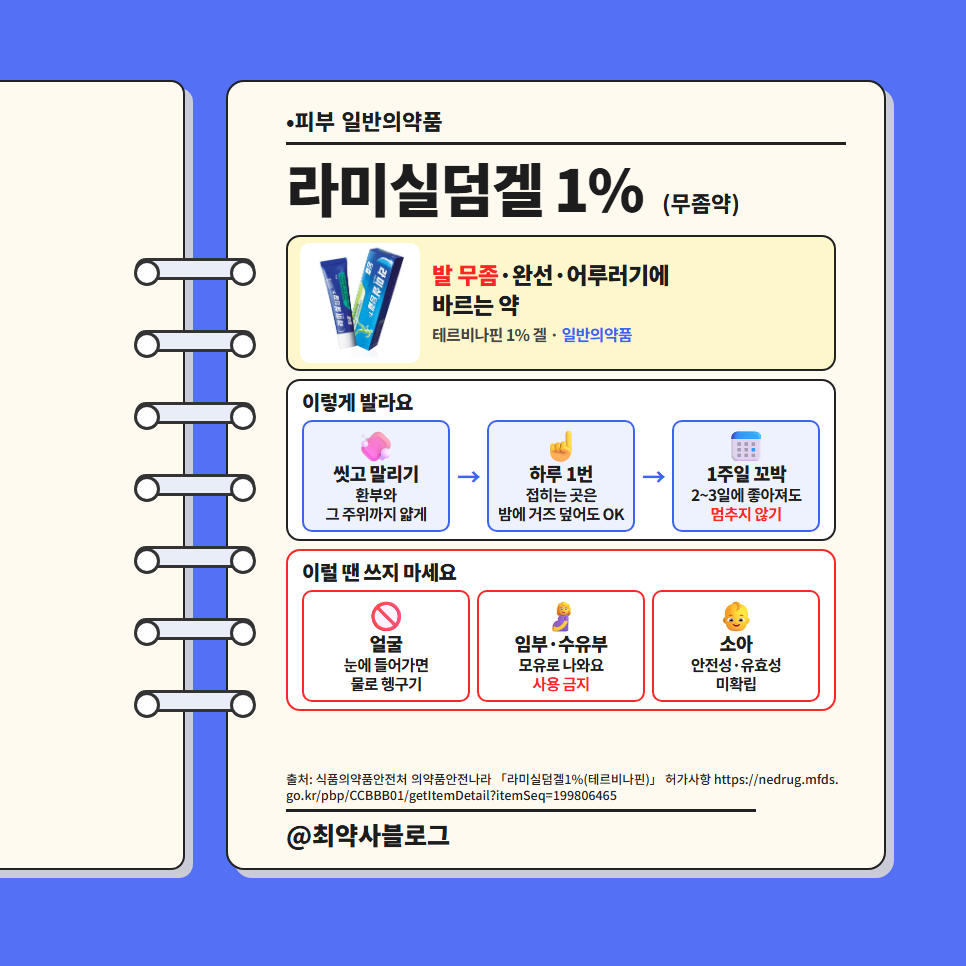 •피부 일반의약품
라미실덤겔 1% (무좀약)
발 무좀·완선·어루러기에
바르는 약
테르비나핀 1% 겔 · 일반의약품
이렇게 발라요
씻고 말리기
환부와
그 주위까지 얇게
→
하루 1번
접히는 곳은
밤에 거즈 덮어도 OK
→
1주일 꼬박
2~3일에 좋아져도
멈추지 않기
이럴 땐 쓰지 마세요
얼굴
눈에 들어가면
물로 헹구기
임부·수유부
모유로 나와요
사용 금지
소아
안전성·유효성
미확립
출처: 식품의약품안전처 의약품안전나라 「라미실덤겔1%(테르비나핀)」 허가사항 https://nedrug.mfds.
go.kr/pbp/CCBBB01/getItemDetail?itemSeq=199806465
@최약사블로그